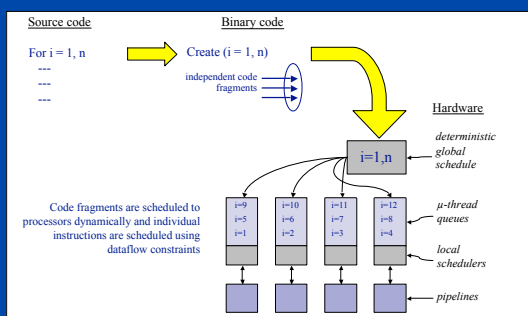 Source code
Binary code
For i = 1, n
---
---
---
Create (i = 1, n)
independent code
fragments
Hardware
i=1,n
deterministic
global
schedule
Code fragments are scheduled to
processors dynamically and individual
instructions are scheduled using
dataflow constraints
i=9
i=5
i=1
i=10
i=6
i=2
i=11
i=7
i=3
i=12
i=8
i=4
µ-thread
queues
local
schedulers
pipelines